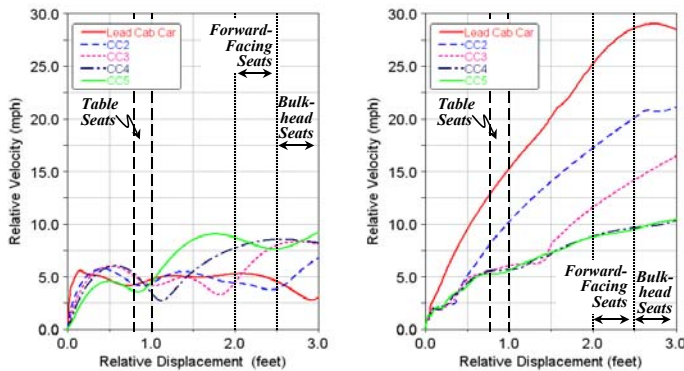 30.0
25.0
20.0
15.0
10.0
5.0
0.0
Relative Velocity (mph)
Lead Cab Car
CC2
CC3
CC4
CC5
Table
Seats
Forward-
Facing
Seats
Bulk-
head
Seats
0.0 1.0 2.0 3.0
Relative Displacement (feet)
30.0
25.0
20.0
15.0
10.0
5.0
0.0
Relative Velocity (mph)
Lead Cab Car
CC2
CC3
CC4
CC5
Table
Seats
Forward-
Facing
Seats
Bulk-
head
Seats
0.0 1.0 2.0 3.0
Relative Displacement (feet)